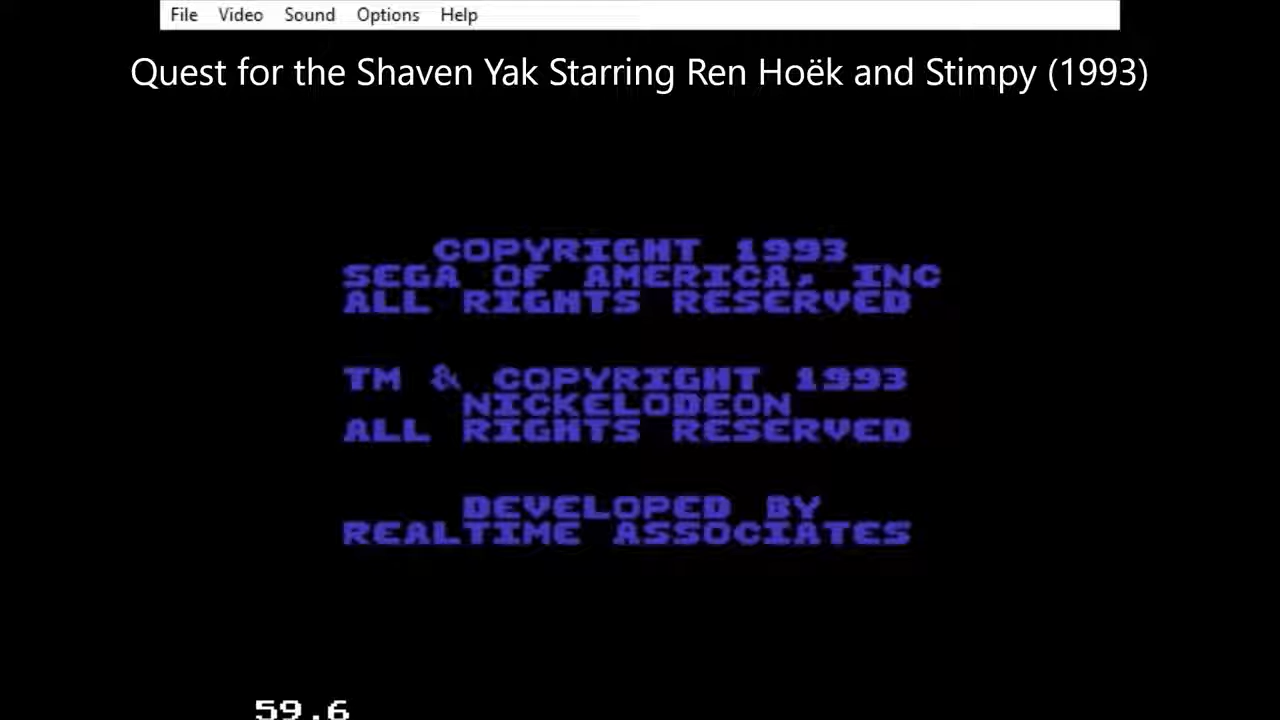 File Video Sound Options Help
Quest for the Shaven Yak Starring Ren Hoëk and Stimpy (1993)
COPYRIGHT 1993
SEGA OF AMERICA, INC
ALL RIGHTS RESERVED
TM & COPYRIGHT 1993
NICKELODEON
ALL RIGHTS RESERVED
DEVELOPED BY
REALTIME ASSOCIATES
59.6